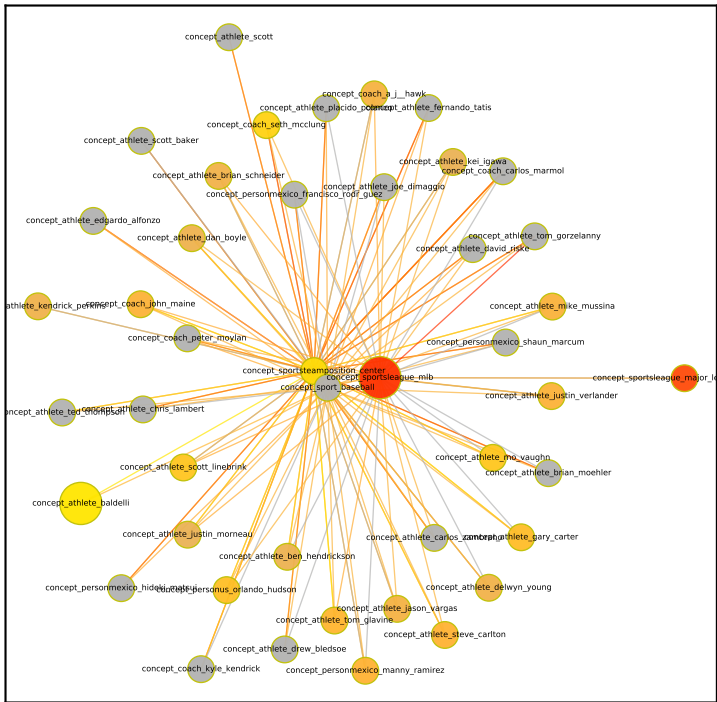 concept_athlete_scott
concept_coach_a_j__hawk
concept_athlete_placido_polanco
concept_athlete_fernando_tatis
concept_coach_seth_mcclung
concept_athlete_scott_baker
concept_athlete_kei_igawa
concept_coach_carlos_marmol
concept_athlete_brian_schneider
concept_athlete_joe_dimaggio
concept_personmexico_francisco_rodr_guez
concept_athlete_edgardo_alfonzo
concept_athlete_dan_boyle
concept_athlete_tom_gorzelanny
concept_athlete_david_riske
athlete_kendrick_perkins
concept_coach_john_maine
concept_athlete_mike_mussina
concept_coach_peter_moylan
concept_personmexico_shaun_marcum
concept_sportsteamposition_center
concept_sportsleague_mlb
concept_sportsleague_major_le
concept_sport_baseball
concept_athlete_justin_verlander
concept_athlete_ted_thompson
concept_athlete_chris_lambert
concept_athlete_mo_vaughn
concept_athlete_scott_linebrink
concept_athlete_brian_moehler
concept_athlete_baldelli
concept_athlete_justin_morneau
concept_athlete_carlos_zambrano
concept_athlete_gary_carter
concept_athlete_ben_hendrickson
concept_personmexico_hideki_matsui
concept_personus_orlando_hudson
concept_athlete_delwyn_young
concept_athlete_jason_vargas
concept_athlete_tom_glavine
concept_athlete_steve_carlton
concept_athlete_drew_bledsoe
concept_coach_kyle_kendrick
concept_personmexico_manny_ramirez